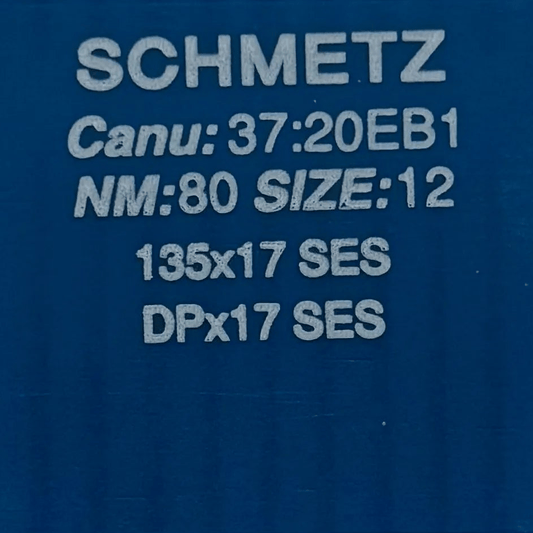 SCHMETZ
Canu: 37:20EB1
NM:80 SIZE:12
135x17 SES
DPx17 SES